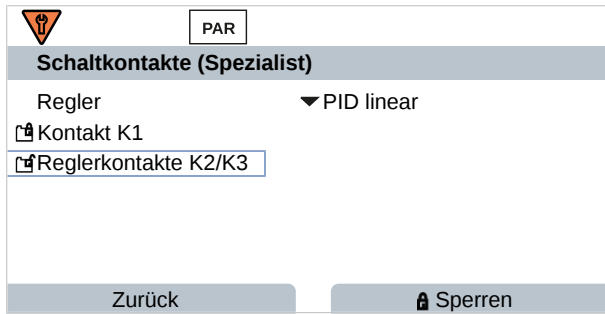 PAR
Schaltkontakte (Spezialist)
Regler PID linear
Kontakt K1
Reglerkontakte K2/K3
Zurück Sperren